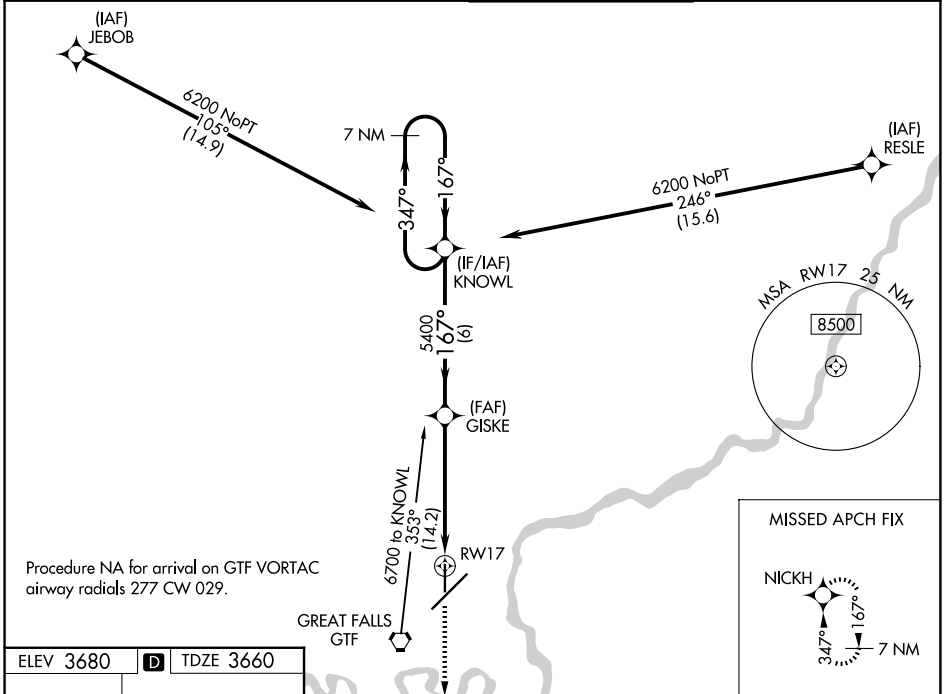 (IAF)
JEBOB
6200 NoPT
105°
(14.9)
7 NM
347°
167°
(IAF)
RESLE
6200 NoPT
246°
(15.6)
(IF/IAF)
KNOWL
5400
167°
(6)
MSA RW17 25 NM
8500
(FAF)
GISKE
6700 to KNOWL
353°
(14.2)
RW17
Procedure NA for arrival on GTF VORTAC
airway radials 277 CW 029.
GREAT FALLS
GTF
MISSED APCH FIX
NICKH
347°
167°
7 NM
ELEV 3680 D TDZE 3660